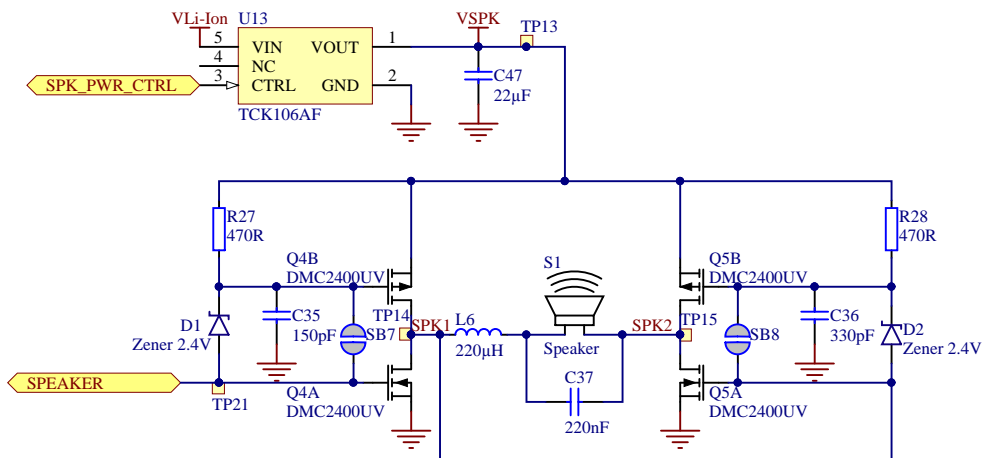 VLi-Ion
U13
VSPK
TP13
5
VIN
VOUT
1
4
NC
SPK_PWR_CTRL
3
CTRL
GND
2
C47
22µF
TCK106AF
R27
470R
R28
470R
Q4B
DMC2400UV
S1
Q5B
DMC2400UV
D1
Zener 2.4V
C35
150pF
SB7
TP14
SPK1
L6
220µH
Speaker
SPK2
TP15
SB8
C36
330pF
D2
Zener 2.4V
SPEAKER
TP21
Q4A
DMC2400UV
C37
220nF
Q5A
DMC2400UV